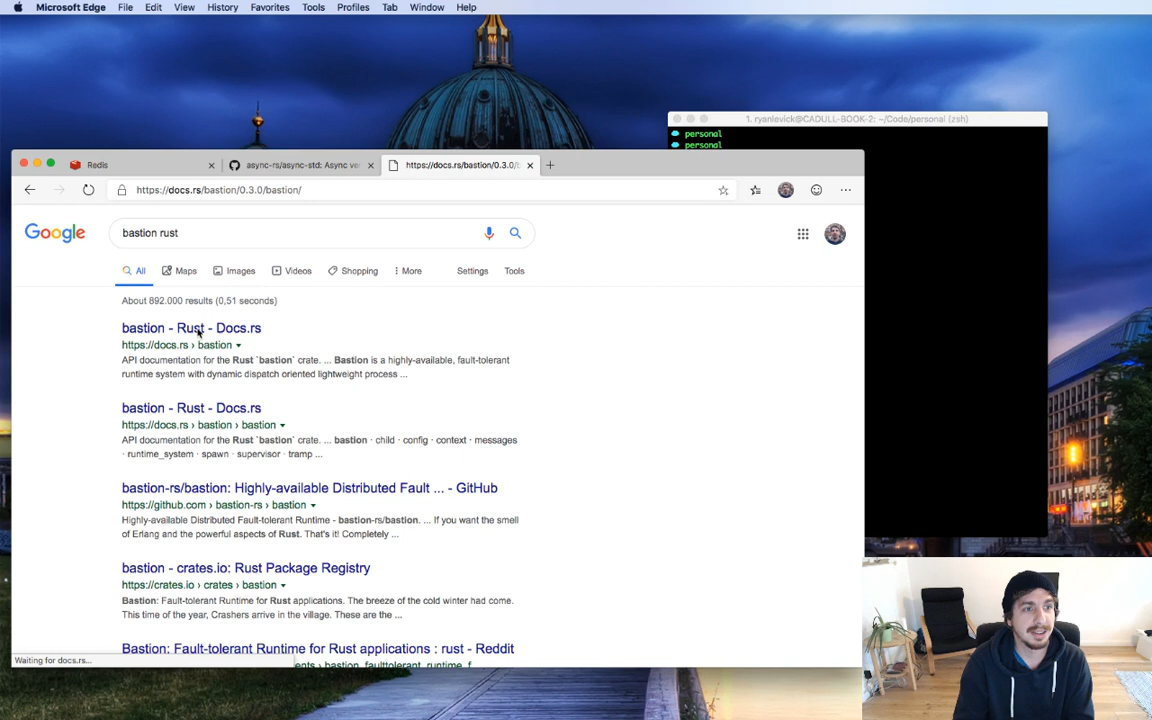 Microsoft Edge File Edit View History Favorites Tools Profiles Tab Window Help
1. ryanlevick@CADULL-BOOK-2: ~/Code/personal (zsh)
personal
personal
Redis
async-rs/async-std: Async ve
https://docs.rs/bastion/0.3.0/b
https://docs.rs/bastion/0.3.0/bastion/
Google
bastion rust
All Maps Images Videos Shopping More Settings Tools
About 892.000 results (0,51 seconds)
bastion - Rust - Docs.rs
https://docs.rs › bastion
API documentation for the Rust `bastion` crate. ... Bastion is a highly-available, fault-tolerant
runtime system with dynamic dispatch oriented lightweight process ...
bastion - Rust - Docs.rs
https://docs.rs › bastion › bastion
API documentation for the Rust `bastion` crate. ... bastion · child · config · context · messages
· runtime_system · spawn · supervisor · tramp ...
bastion-rs/bastion: Highly-available Distributed Fault ... - GitHub
https://github.com › bastion-rs › bastion
Highly-available Distributed Fault-tolerant Runtime - bastion-rs/bastion. ... If you want the smell
of Erlang and the powerful aspects of Rust. That's it! Completely ...
bastion - crates.io: Rust Package Registry
https://crates.io › crates › bastion
Bastion: Fault-tolerant Runtime for Rust applications. The breeze of the cold winter had come.
This time of the year, Crashers arrive in the village. These are the ...
Bastion: Fault-tolerant Runtime for Rust applications : rust - Reddit
Waiting for docs.rs...
ents › bastion_faulttolerant_runtime_f